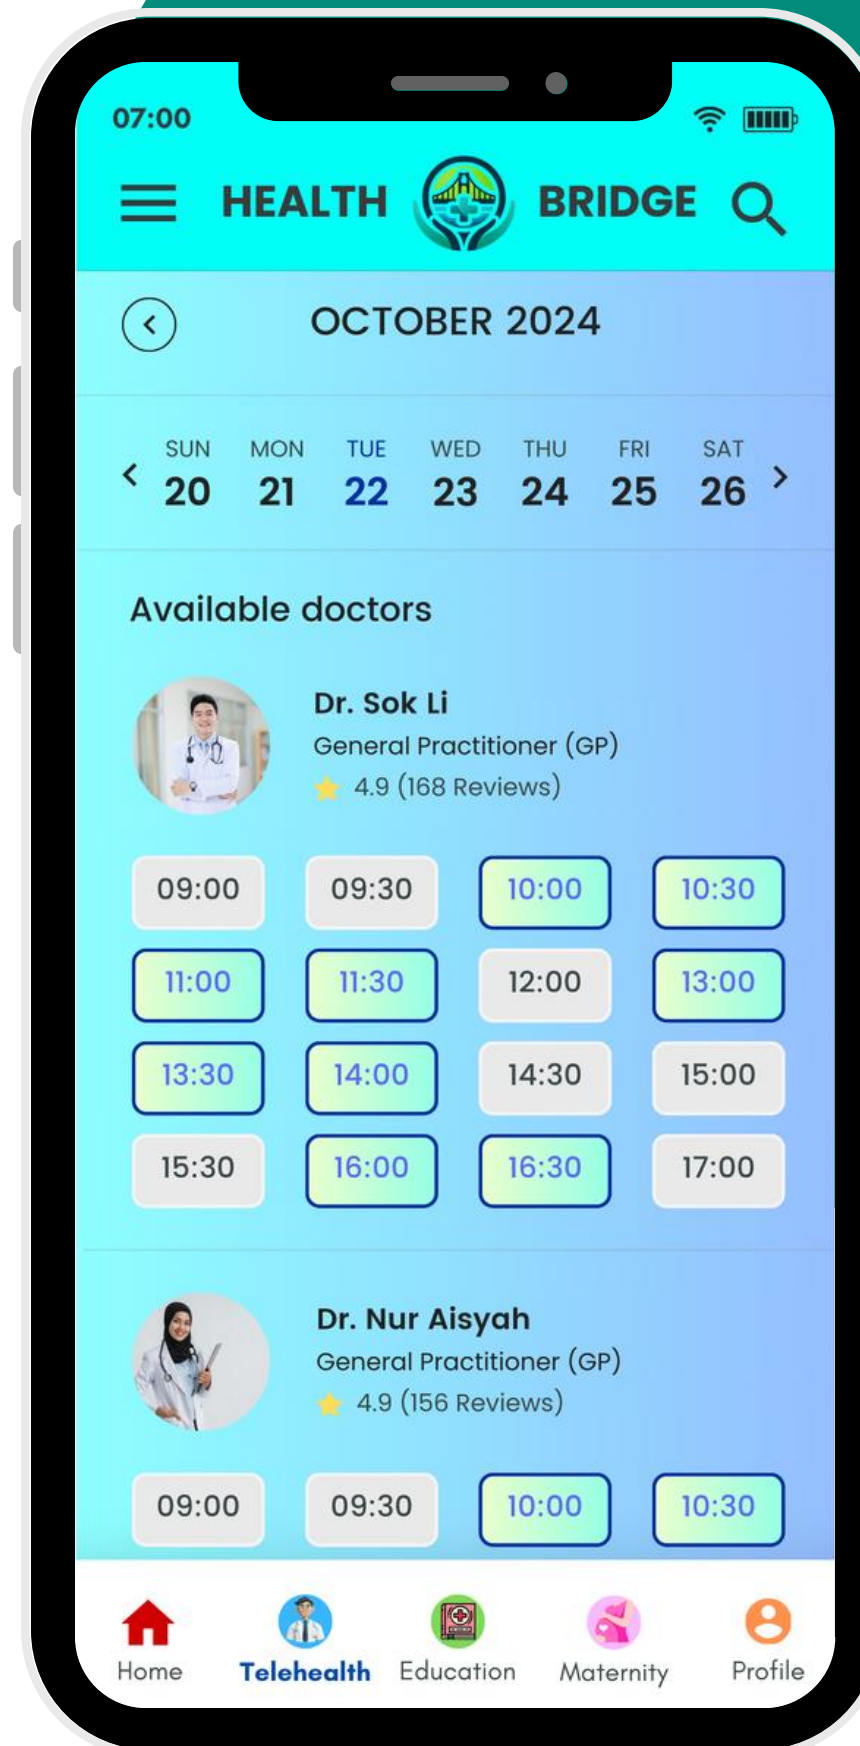 07:00
HEALTH BRIDGE
OCTOBER 2024
SUN MON TUE WED THU FRI SAT
20 21 22 23 24 25 26
Available doctors
Dr. Sok Li
General Practitioner (GP)
4.9 (168 Reviews)
09:00 09:30 10:00 10:30
11:00 11:30 12:00 13:00
13:30 14:00 14:30 15:00
15:30 16:00 16:30 17:00
Dr. Nur Aisyah
General Practitioner (GP)
4.9 (156 Reviews)
09:00 09:30 10:00 10:30
Home Telehealth Education Maternity Profile